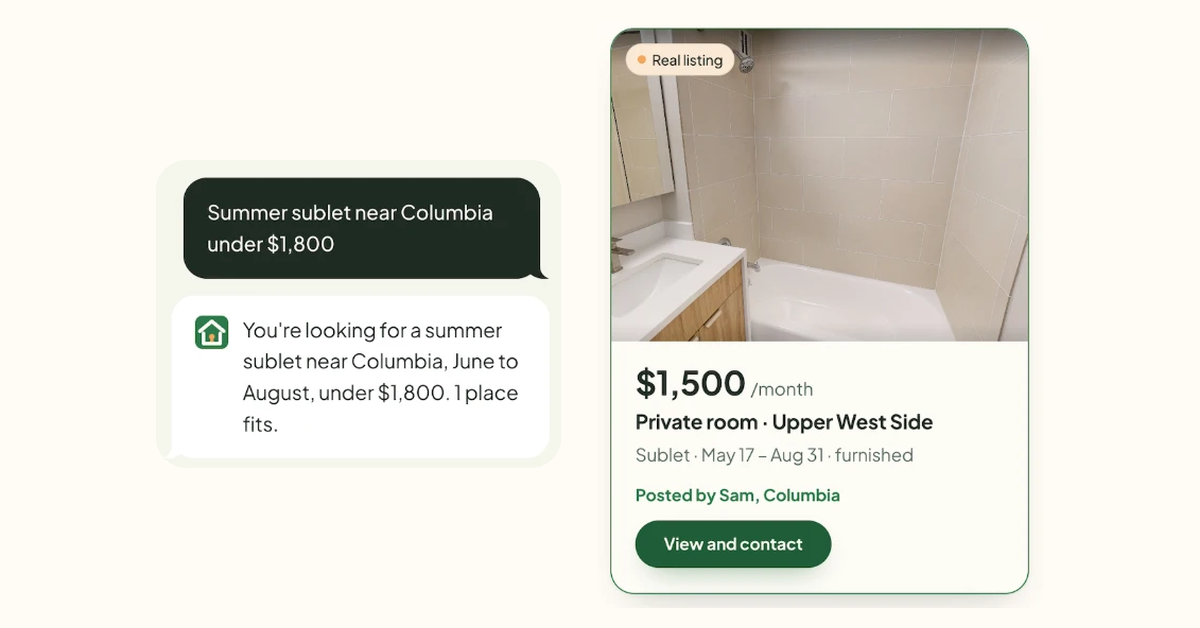 Summer sublet near Columbia
under $1,800
You're looking for a summer
sublet near Columbia, June to
August, under $1,800. 1 place
fits.
Real listing
$1,500 /month
Private room · Upper West Side
Sublet · May 17 – Aug 31 · furnished
Posted by Sam, Columbia
View and contact